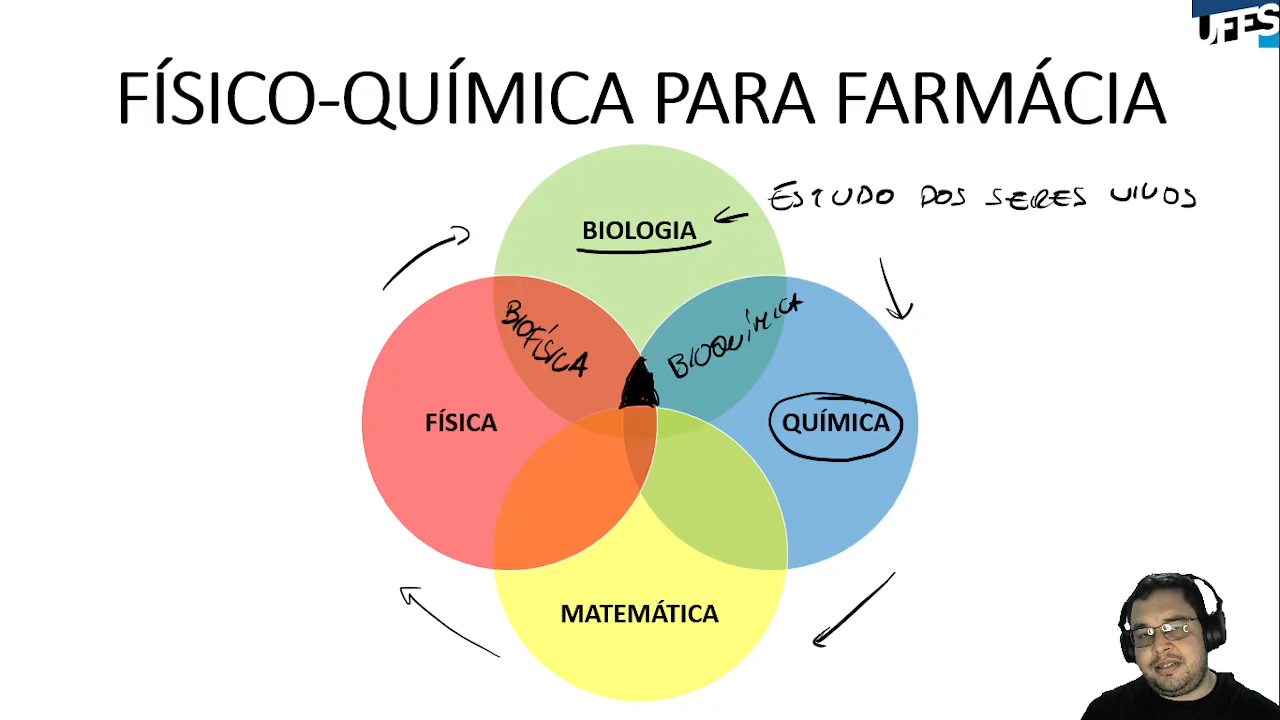 UFES
FÍSICO-QUÍMICA PARA FARMÁCIA
ESTUDO DOS SERES VIVOS
BIOLOGIA
BIOFÍSICA
BIOQUÍMICA
FÍSICA
QUÍMICA
MATEMÁTICA